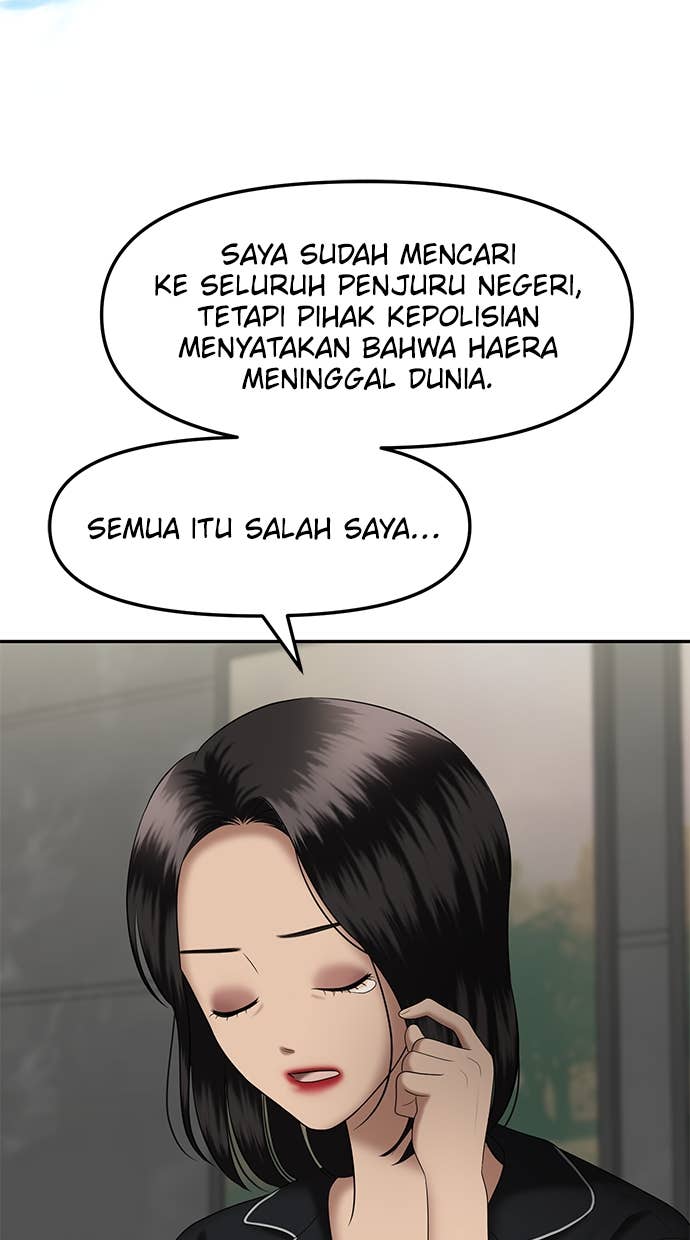 SAYA SUDAH MENCARI
KE SELURUH PENJURU NEGERI,
TETAPI PIHAK KEPOLISIAN
MENYATAKAN BAHWA HAERA
MENINGGAL DUNIA.
SEMUA ITU SALAH SAYA...